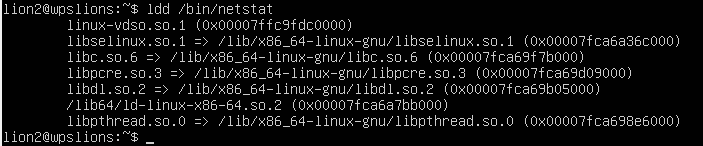 lion2@wpslions:~$ ldd /bin/netstat
linux-vdso.so.1 (0x00007ffc9fdc0000)
libselinux.so.1 => /lib/x86_64-linux-gnu/libselinux.so.1 (0x00007fca6a36c000)
libc.so.6 => /lib/x86_64-linux-gnu/libc.so.6 (0x00007fca69f7b000)
libpcre.so.3 => /lib/x86_64-linux-gnu/libpcre.so.3 (0x00007fca69d09000)
libdl.so.2 => /lib/x86_64-linux-gnu/libdl.so.2 (0x00007fca69b05000)
/lib64/ld-linux-x86-64.so.2 (0x00007fca6a7bb000)
libpthread.so.0 => /lib/x86_64-linux-gnu/libpthread.so.0 (0x00007fca698e6000)
lion2@wpslions:~$ _